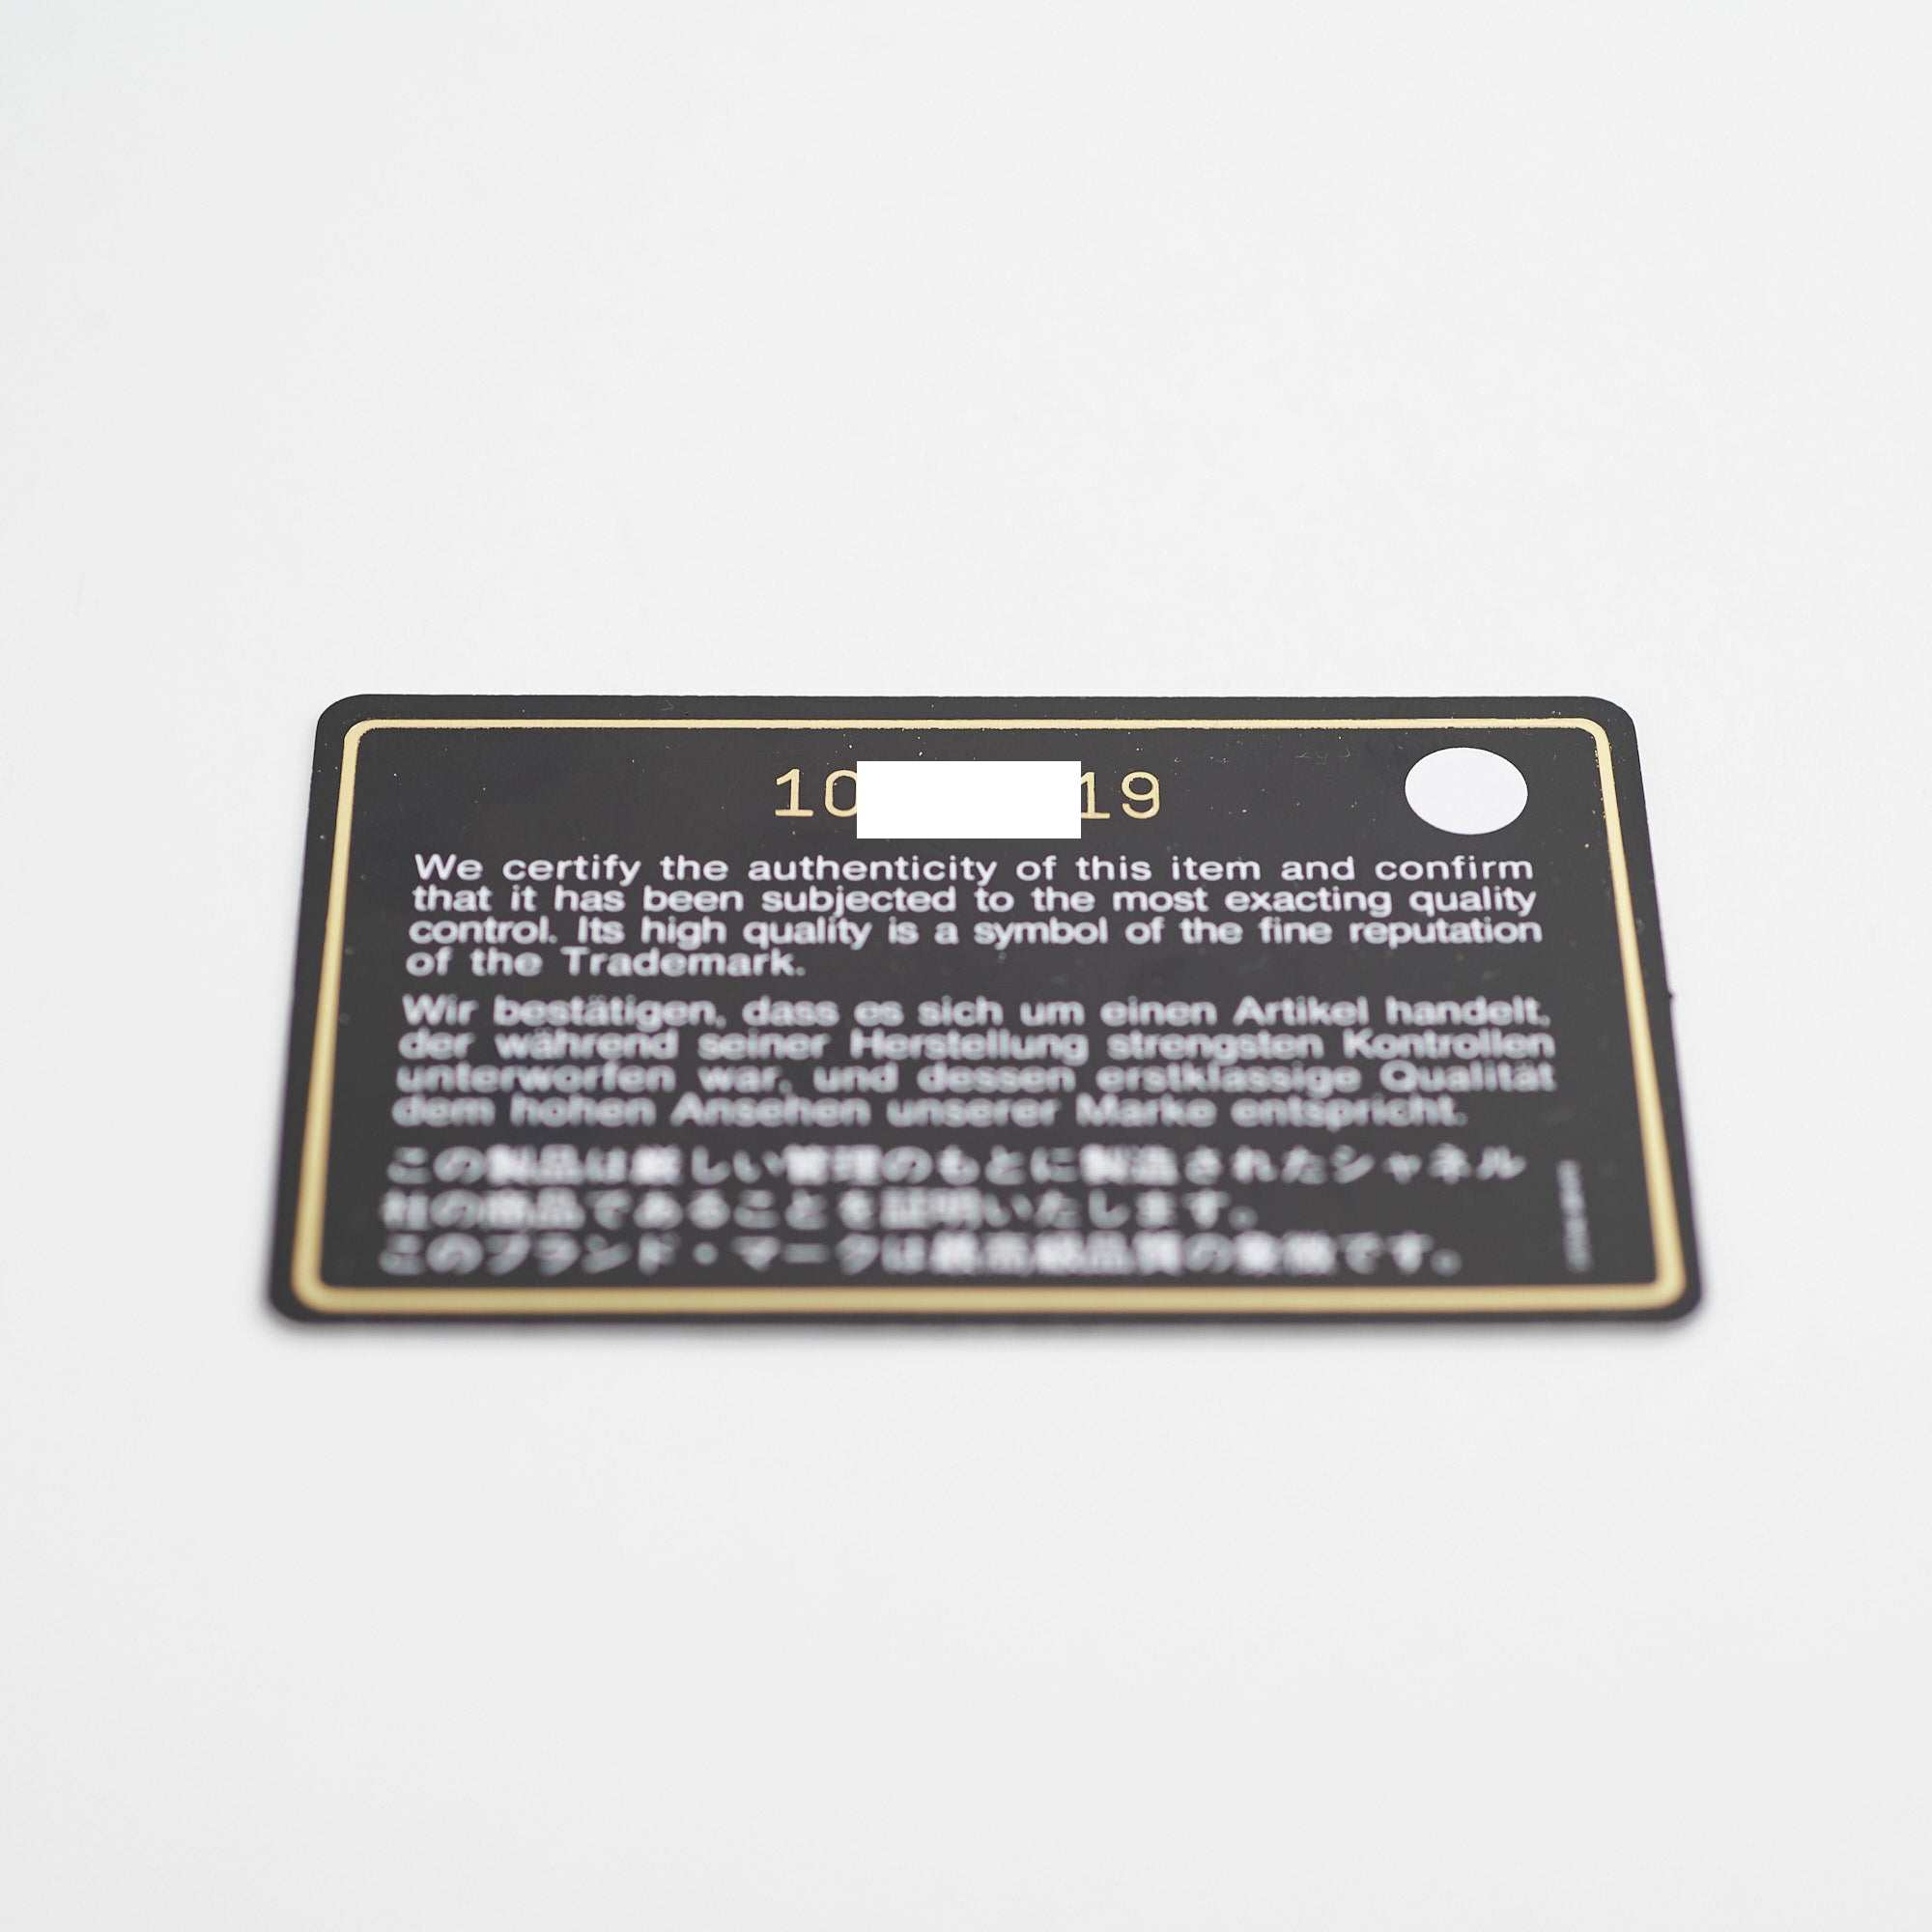 10 19
We certify the authenticity of this item and confirm
that it has been subjected to the most exacting quality
control. Its high quality is a symbol of the fine reputation
of the Trademark.
Wir bestätigen, dass es sich um einen Artikel handelt,
der während seiner Herstellung strengsten Kontrollen
unterworfen war, und dessen erstklassige Qualität
dem hohen Ansehen unserer Marke entspricht.
この製品は厳しい管理のもとに製造されたシャネル
社の商品であることを証明いたします。
このブランド・マークは最高級品質の象徴です。